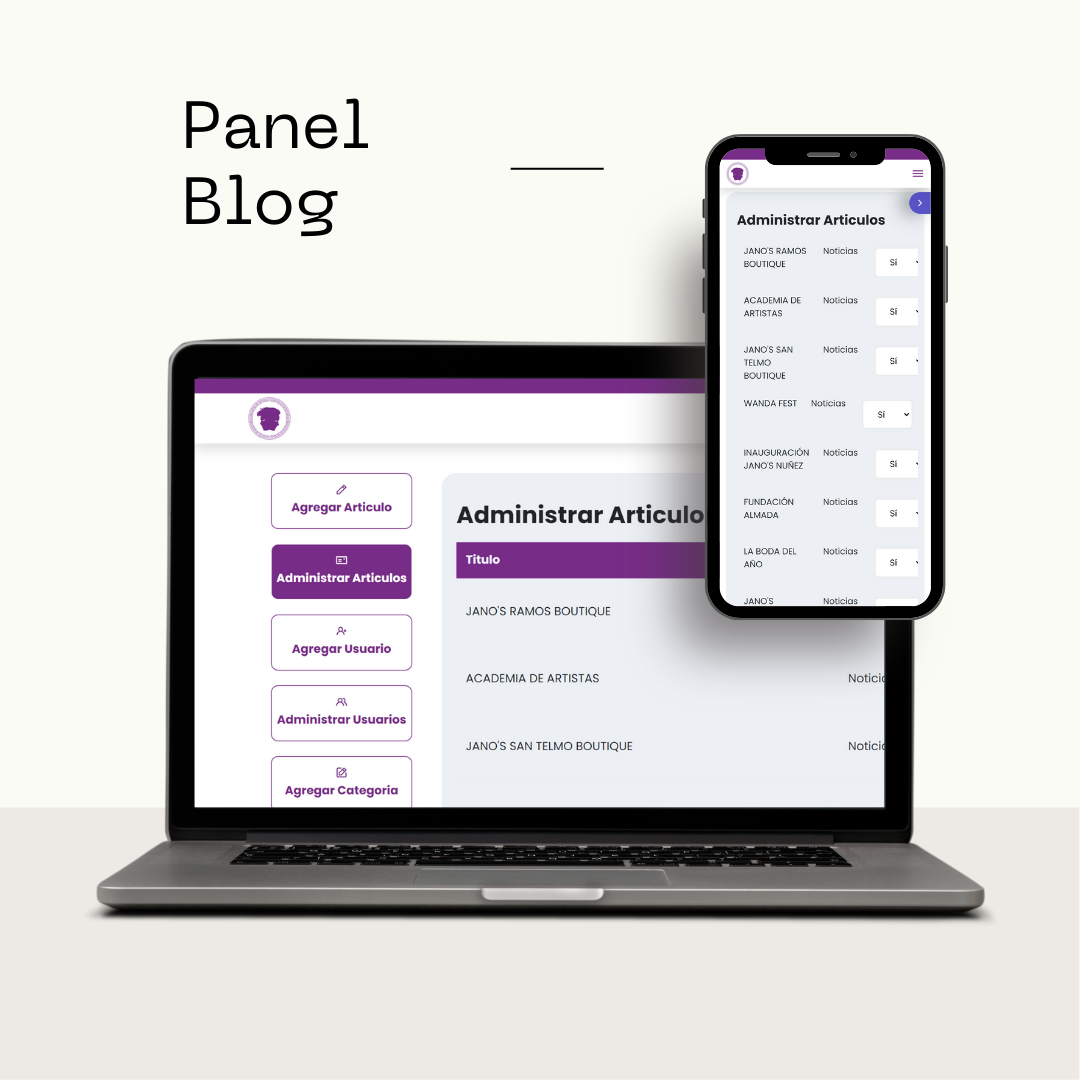 Panel
Blog
Administrar Articulos
JANO'S RAMOS
BOUTIQUE
Noticias
Sí
ACADEMIA DE
ARTISTAS
Noticias
Sí
JANO'S SAN
TELMO
BOUTIQUE
Noticias
Sí
WANDA FEST
Noticias
Sí
INAUGURACIÓN
JANO'S NUÑEZ
Noticias
Sí
FUNDACIÓN
ALMADA
Noticias
Sí
LA BODA DEL
AÑO
Noticias
Sí
JANO'S
Noticias
Agregar Articulo
Administrar Articulos
Agregar Usuario
Administrar Usuarios
Agregar Categoria
Administrar Articulo
Titulo
JANO'S RAMOS BOUTIQUE
ACADEMIA DE ARTISTAS
Notici
JANO'S SAN TELMO BOUTIQUE
Notici